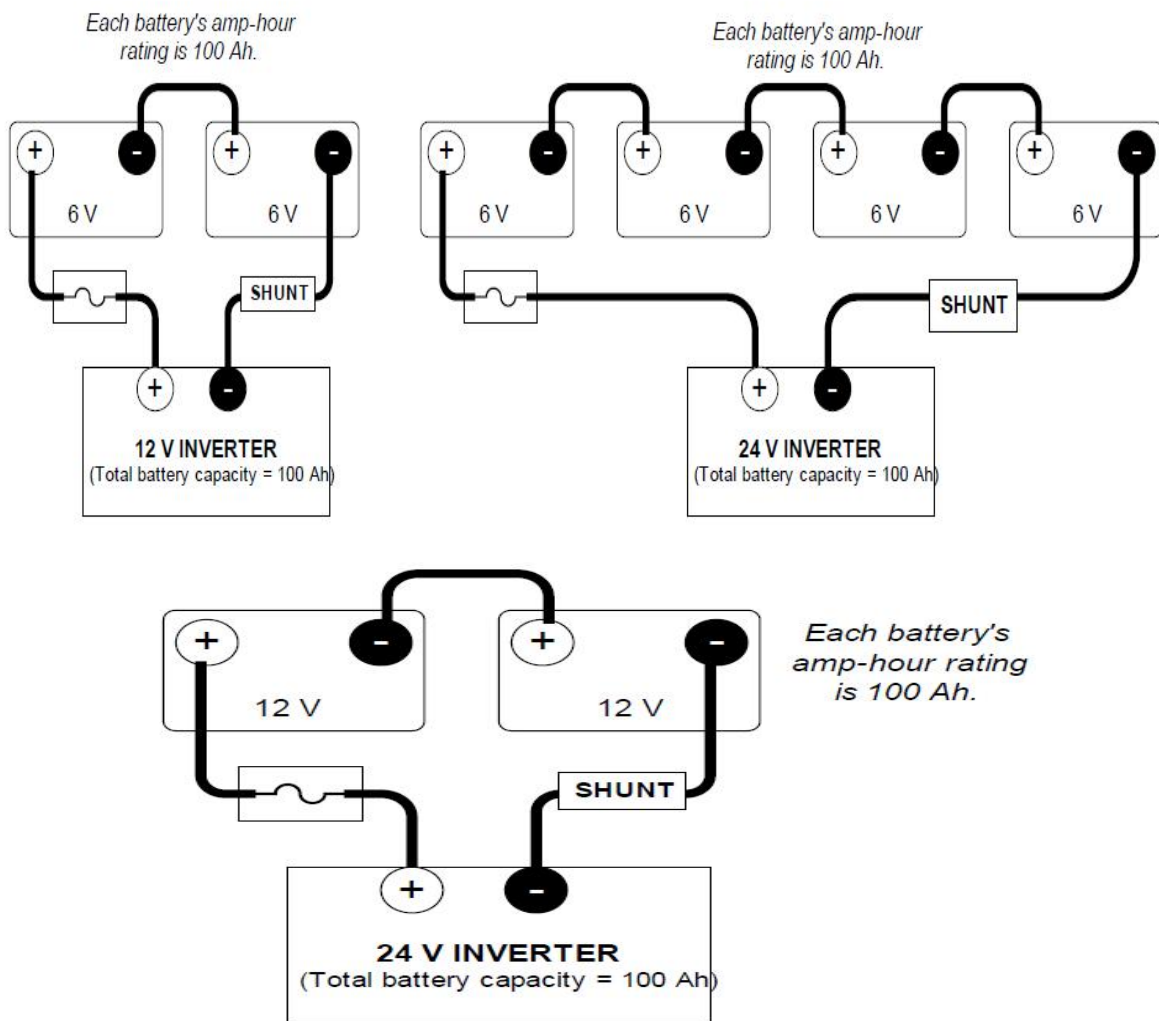 Each battery's amp-hour
rating is 100 Ah.
+ - + -
6 V 6 V
SHUNT
+ -
12 V INVERTER
(Total battery capacity = 100 Ah)
Each battery's amp-hour
rating is 100 Ah.
+ - + - + - + -
6 V 6 V 6 V 6 V
SHUNT
+ -
24 V INVERTER
(Total battery capacity = 100 Ah)
+ - + -
12 V 12 V
Each battery's
amp-hour rating
is 100 Ah.
SHUNT
+ -
24 V INVERTER
(Total battery capacity = 100 Ah)